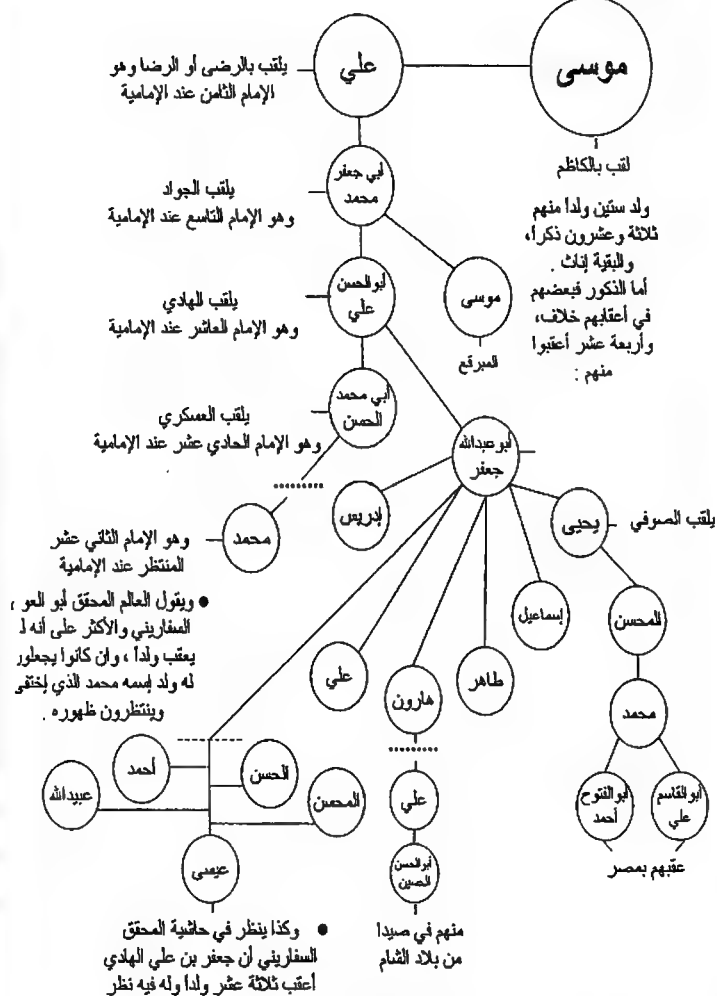 موسى
علي
يلقب بالرضى أو الرضا وهو
الإمام الثامن عند الإمامية
لقب بالكاظم
ولد ستين ولداً منهم
ثلاثة وعشرون ذكراً،
والبقية إناث .
أما الذكور فبعضهم
في أعقابهم خلاف،
وأربعة عشر أعقبوا
منهم :
أبي جعفر
محمد
يلقب الجواد
وهو الإمام التاسع عند الإمامية
موسى
المبرقع
أبو الحسن
علي
يلقب الهادي
وهو الإمام العاشر عند الإمامية
أبي محمد
الحسن
يلقب العسكري
وهو الإمام الحادي عشر عند الإمامية
محمد
وهو الإمام الثاني عشر
المنتظر عند الإمامية
● ويقول العالم المحقق أبو العو
السفاريني والأكثر على أنه لـ
يعقب ولداً ، وان كانوا يجعلور
له ولد إسمه محمد الذي إختفى
وينتظرون ظهوره .
أبو عبدالله
جعفر
إدريس
يحيى
يلقب الصوفي
إسماعيل
المحسن
طاهر
علي
هارون
محمد
أبو القاسم
علي
أبو الفتوح
أحمد
عقبهم بمصر
علي
أبو الحسن
الحسين
منهم في صيدا
من بلاد الشام
الحسن
أحمد
المحسن
عبيدالله
عيسى
● وكذا ينظر في حاشية المحقق
السفاريني أن جعفر بن علي الهادي
أعقب ثلاثة عشر ولداً وله فيه نظر